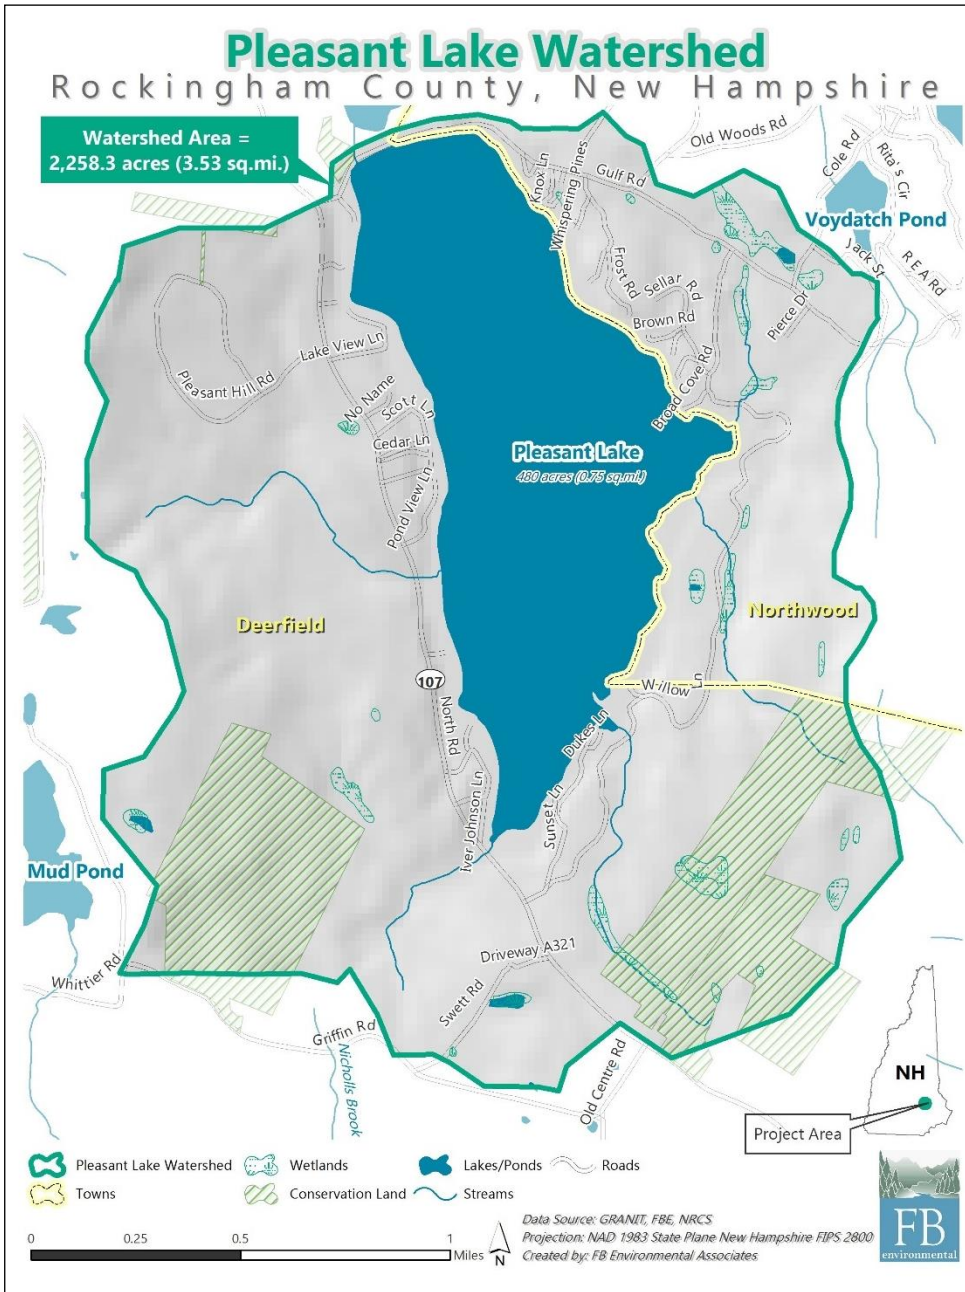 Pleasant Lake Watershed
Rockingham County, New Hampshire
Watershed Area =
2,258.3 acres (3.53 sq.mi.)
Old Woods Rd
Cole Rd
Rita's Cir
Knox Ln
Whispering Pines
Gulf Rd
Voydatch Pond
Jack St
R E A Rd
Frost Rd
Sellar Rd
Brown Rd
Pierce Dr
Lake View Ln
Pleasant Hill Rd
No Name
Scott Ln
Broad Cove Rd
Cedar Ln
Pleasant Lake
480 acres (0.75 sq.mi.)
Pond View Ln
Deerfield
Northwood
107
Willow Ln
North Rd
Dukes Ln
Iver Johnson Ln
Sunset Ln
Mud Pond
Driveway A321
Whittier Rd
Swett Rd
Griffin Rd
Nicholls Brook
Old Centre Rd
NH
Project Area
Pleasant Lake Watershed
Wetlands
Lakes/Ponds
Roads
Towns
Conservation Land
Streams
0 0.25 0.5 1
Miles
N
Data Source: GRANIT, FBE, NRCS
Projection: NAD 1983 State Plane New Hampshire FIPS 2800
Created by: FB Environmental Associates
FB
environmental